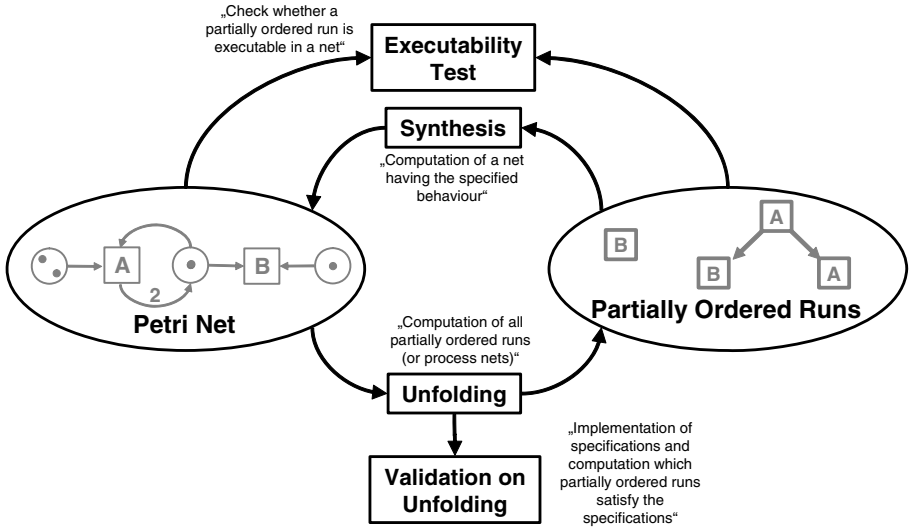 „Check whether a
partially ordered run is
executable in a net“
Executability
Test
Synthesis
„Computation of a net
having the specified
behaviour“
A
2
B
Petri Net
B
A
B
A
Partially Ordered Runs
„Computation of all
partially ordered runs
(or process nets)“
Unfolding
Validation on
Unfolding
„Implementation of
specifications and
computation which
partially ordered runs
satisfy the
specifications“